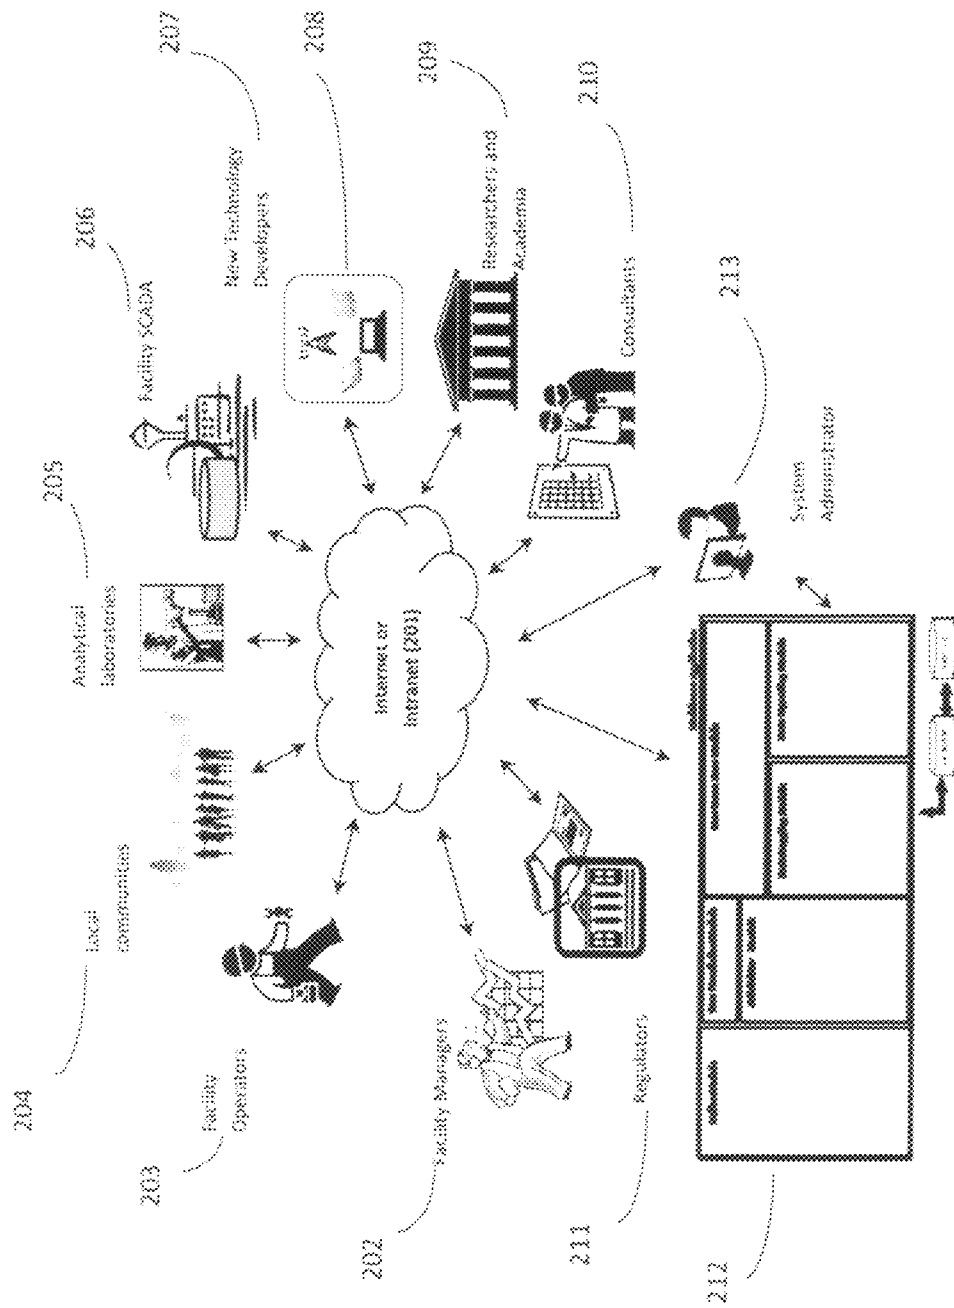 204
Local
communities
205
Analytical
laboratories
206
Facility SCADA
207
New Technology
Developers
208
203
Facility
Operators
Internet or
Intranet (201)
209
Researchers and
Academia
202
Facility Managers
210
Consultants
211
Regulators
213
System
Administrator
212